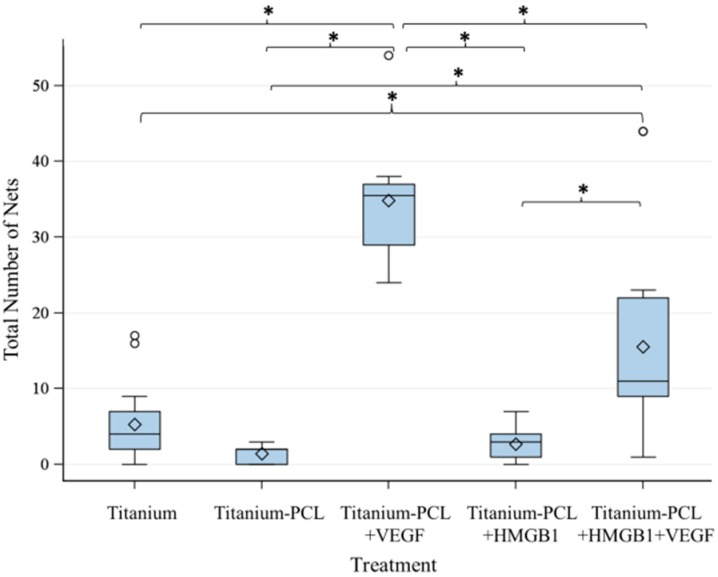 * *
* *
*
*
*
Total Number of Nets
50
40
30
20
10
0
Titanium Titanium-PCL Titanium-PCL Titanium-PCL Titanium-PCL
+VEGF +HMGB1 +HMGB1+VEGF
Treatment